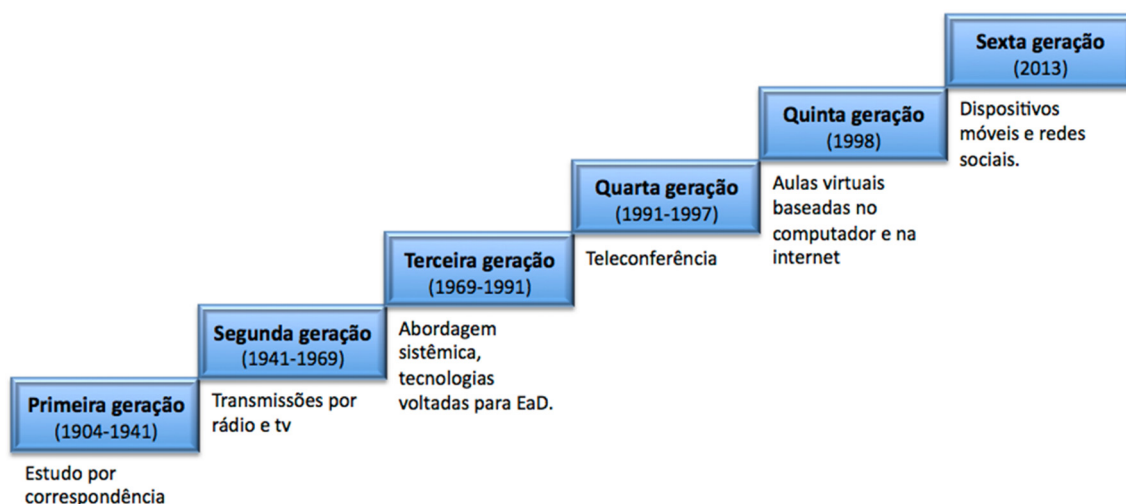 Primeira geração
(1904-1941)
Estudo por
correspondência
Segunda geração
(1941-1969)
Transmissões por
rádio e tv
Terceira geração
(1969-1991)
Abordagem
sistêmica,
tecnologias
voltadas para EaD.
Quarta geração
(1991-1997)
Teleconferência
Quinta geração
(1998)
Aulas virtuais
baseadas no
computador e na
internet
Sexta geração
(2013)
Dispositivos
móveis e redes
sociais.